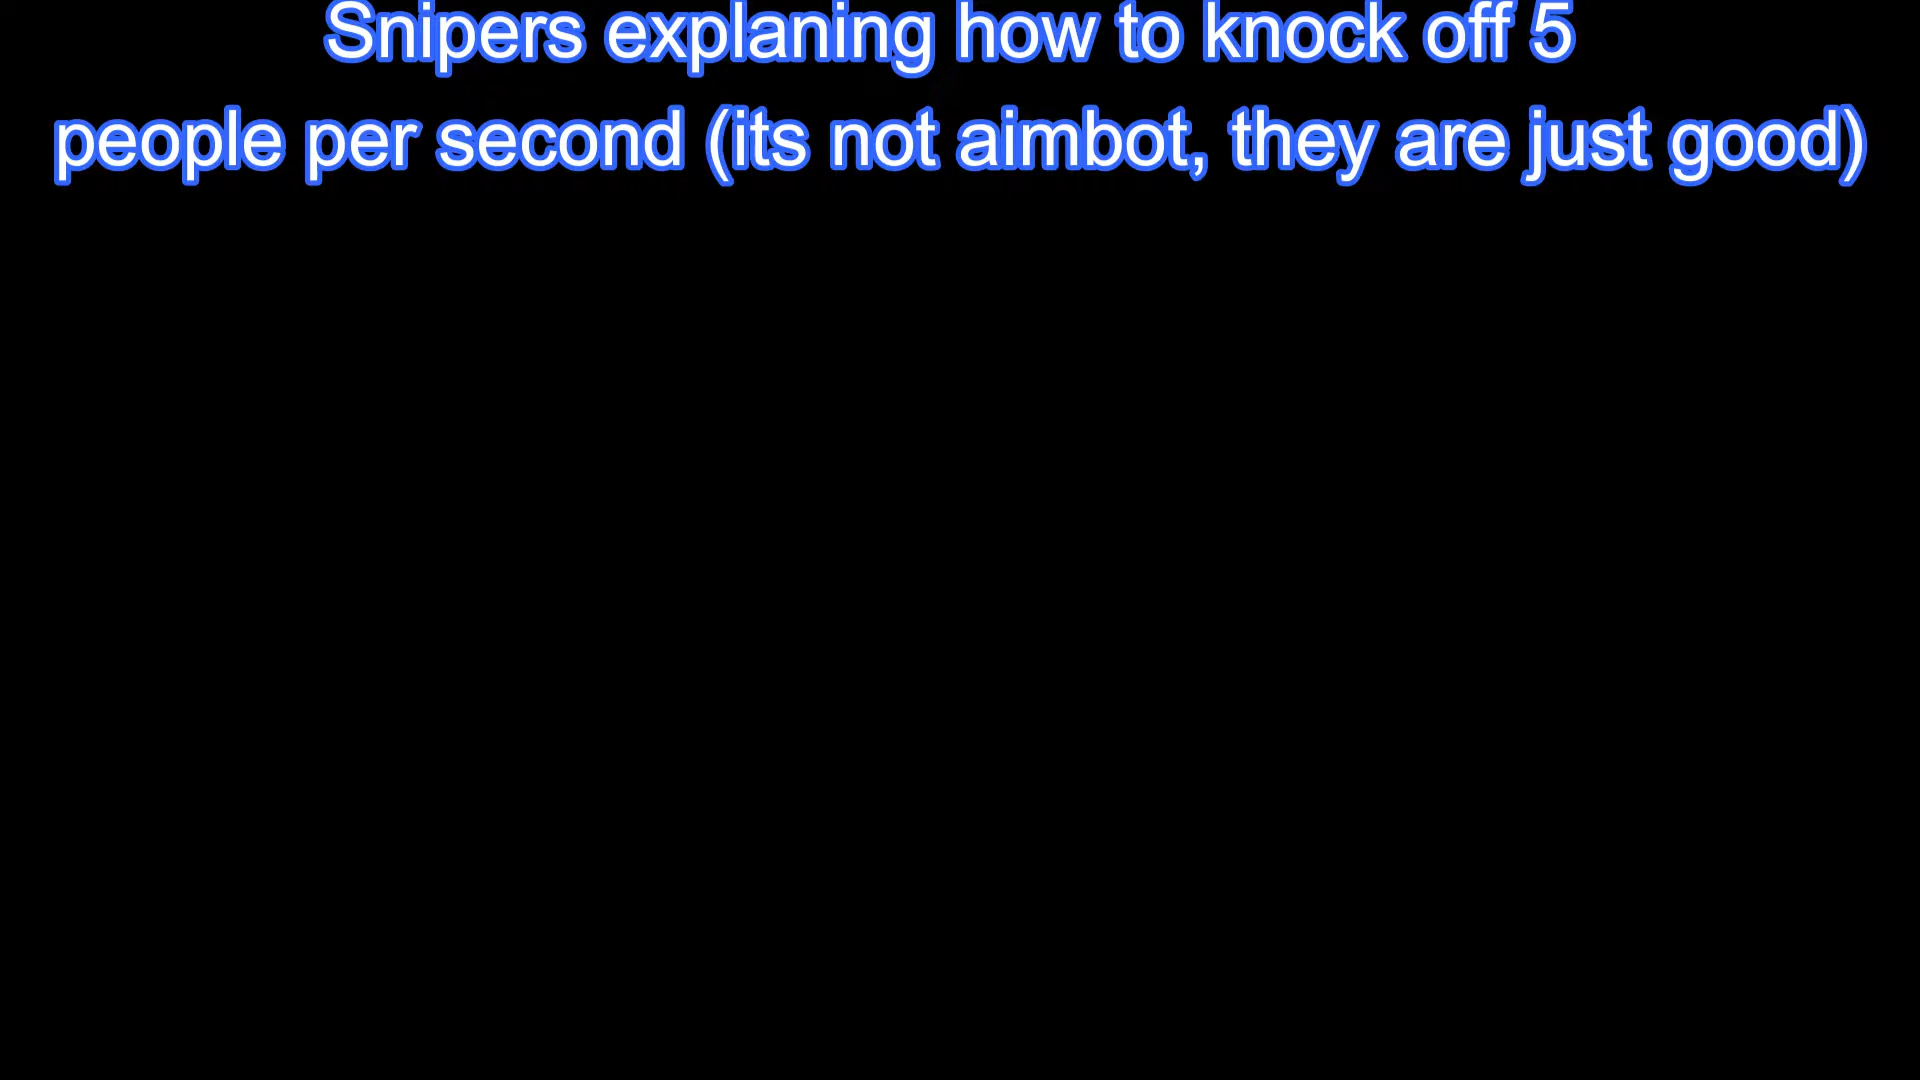 Snipers explaning how to knock off 5
people per second (its not aimbot, they are just good)